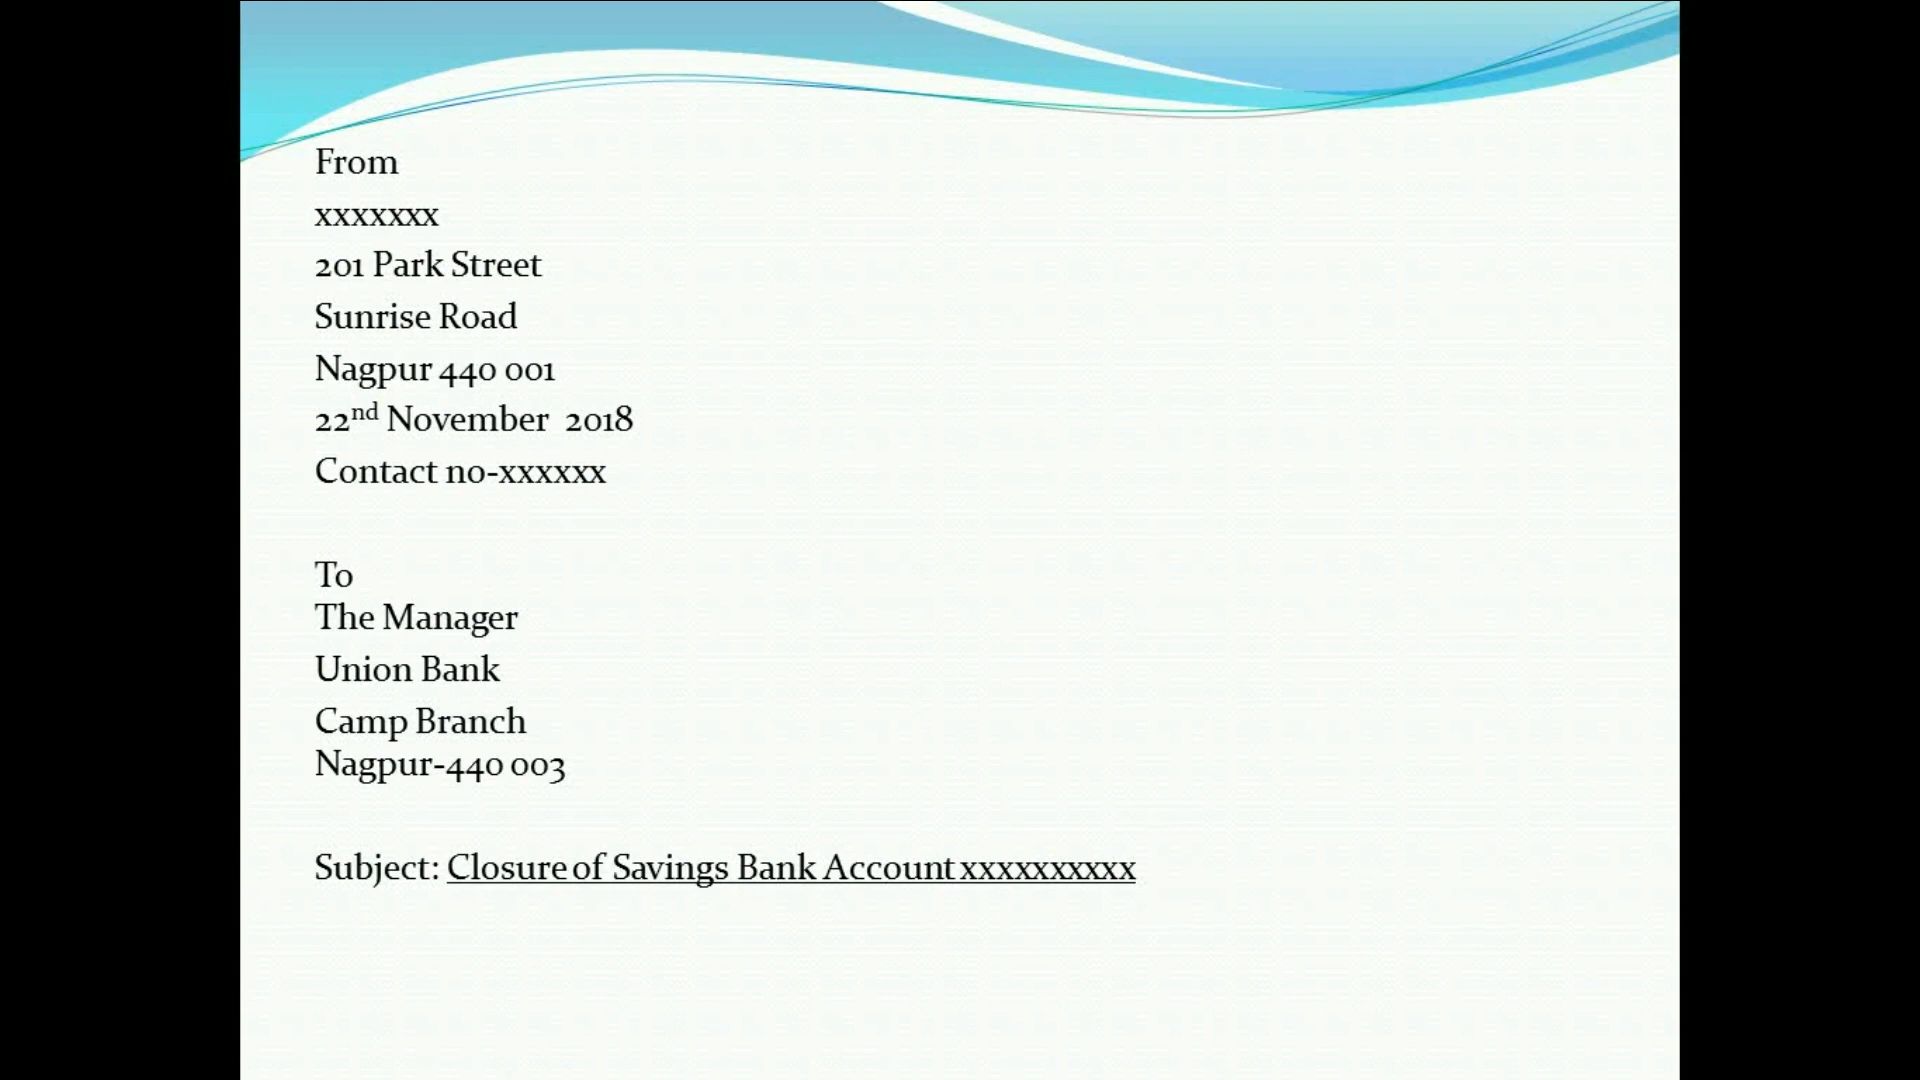 From
xxxxxxx
201 Park Street
Sunrise Road
Nagpur 440 001
22nd November  2018
Contact no-xxxxxx
To
The Manager
Union Bank
Camp Branch
Nagpur-440 003
Subject: Closure of Savings Bank Account xxxxxxxxxx